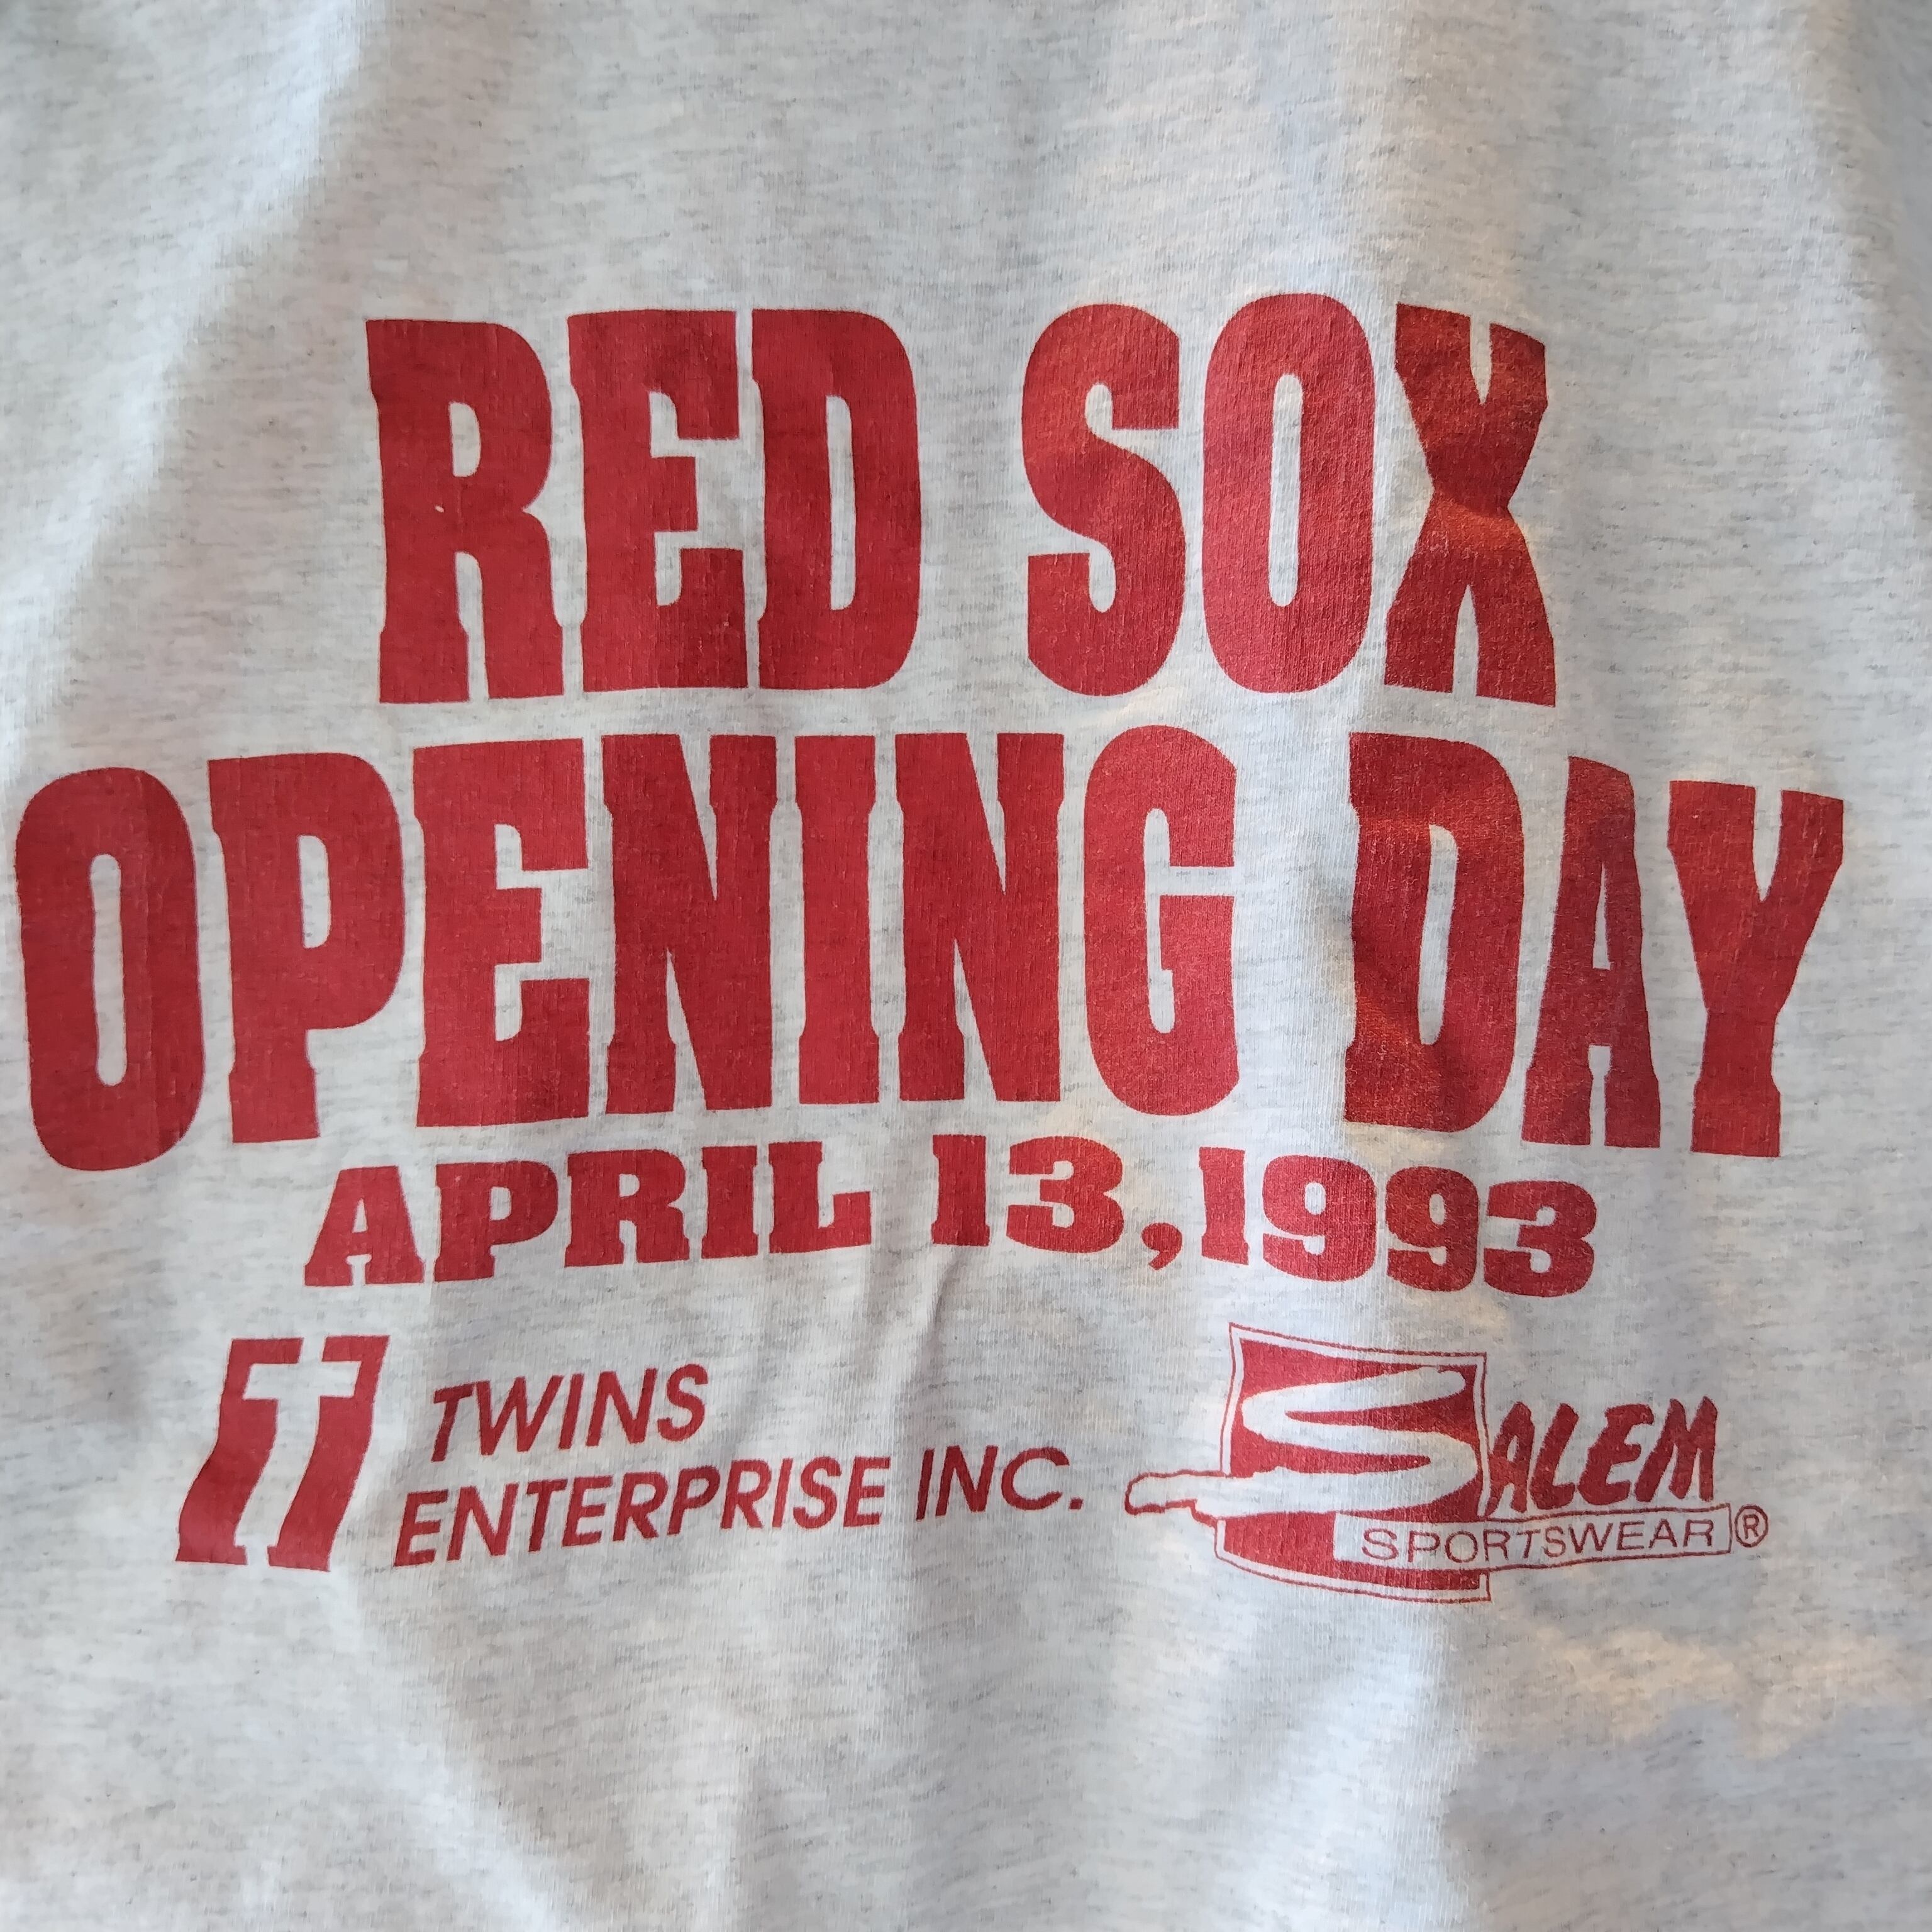 RED SOX
OPENING DAY
APRIL 13,1993
TWINS
ENTERPRISE INC.
SALEM
SPORTSWEAR®